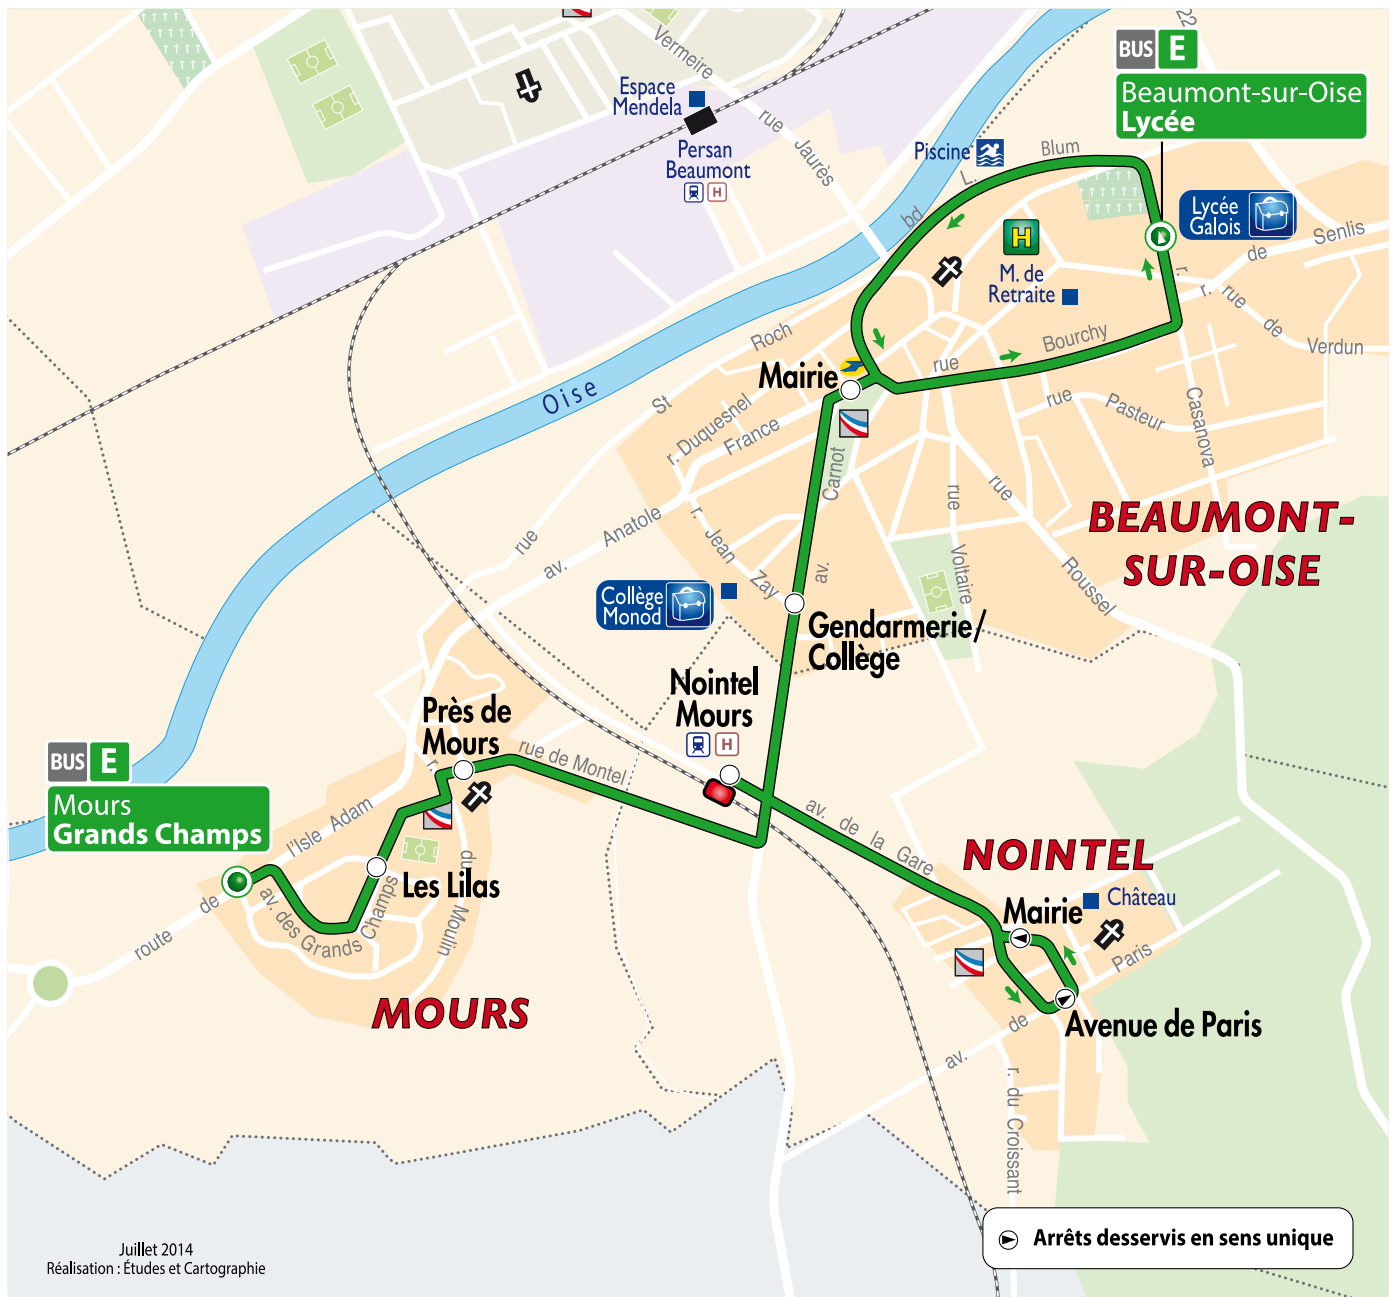 22
BUS E
Beaumont-sur-Oise
Lycée
Vermeire
rue
Jaurès
Espace
Mendela
Persan
Beaumont
H
Piscine
bd
L.
Blum
Lycée
Galois
H
M. de
Retraite
r.
r.
de
Senlis
rue
de
Verdun
rue
Bourchy
Oise
rue
St
Roch
Mairie
r. Duquesnel
av.
Anatole
France
r.
Jean
Zay
av.
Carnot
rue
Pasteur
Casanova
rue
Voltaire
rue
Roussel
BEAUMONT-
SUR-OISE
Collège
Monod
Gendarmerie/
Collège
Nointel
Mours
H
Près de
Mours
rue de Montel
r.
du
Moulin
BUS E
Mours
Grands Champs
route
de
l'Isle Adam
av. des Grands Champs
Les Lilas
MOURS
av. de la Gare
NOINTEL
Mairie
Château
av.
de
Paris
Avenue de Paris
r. du Croissant
Juillet 2014
Réalisation : Études et Cartographie
Arrêts desservis en sens unique